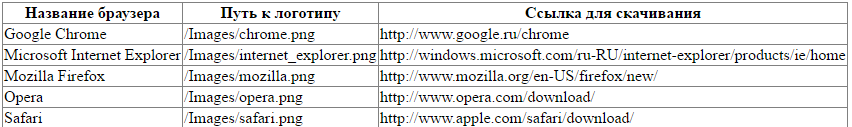 Название браузера Путь к логотипу Ссылка для скачивания
Google Chrome /Images/chrome.png http://www.google.ru/chrome
Microsoft Internet Explorer /Images/internet_explorer.png http://windows.microsoft.com/ru-RU/internet-explorer/products/ie/home
Mozilla Firefox /Images/mozilla.png http://www.mozilla.org/en-US/firefox/new/
Opera /Images/opera.png http://www.opera.com/download/
Safari /Images/safari.png http://www.apple.com/safari/download/